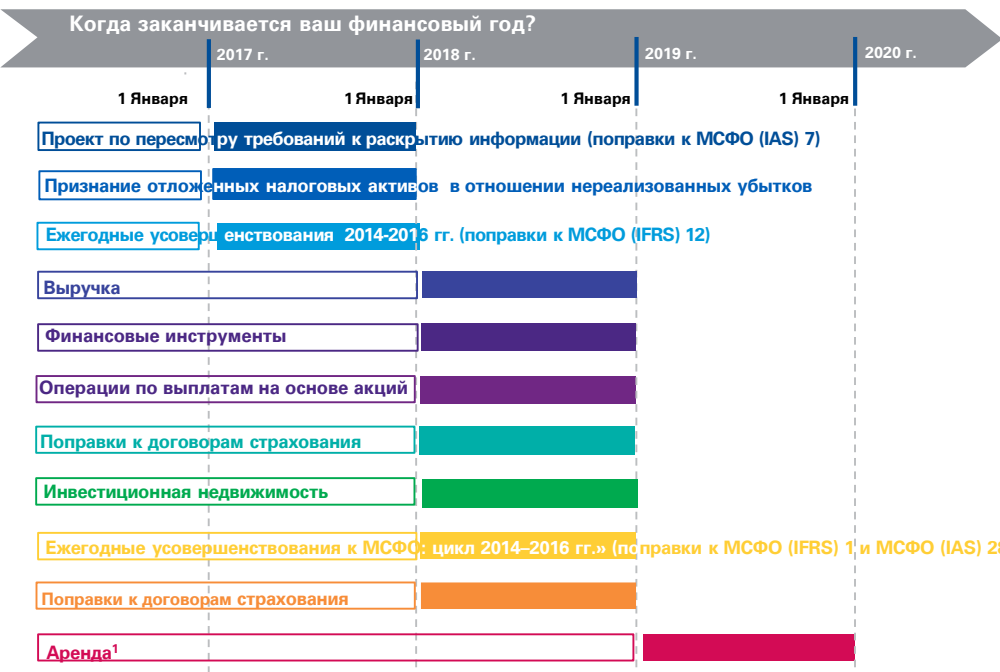 Когда заканчивается ваш финансовый год?
2017 г.
2018 г.
2019 г.
2020 г.
1 Января
1 Января
1 Января
1 Января
Проект по пересмотру требований к раскрытию информации (поправки к МСФО (IAS) 7)
Признание отложенных налоговых активов в отношении нереализованных убытков
Ежегодные усовершенствования 2014-2016 гг. (поправки к МСФО (IFRS) 12)
Выручка
Финансовые инструменты
Операции по выплатам на основе акций
Поправки к договорам страхования
Инвестиционная недвижимость
Ежегодные усовершенствования к МСФО: цикл 2014–2016 гг.» (поправки к МСФО (IFRS) 1 и МСФО (IAS) 28
Поправки к договорам страхования
Аренда¹